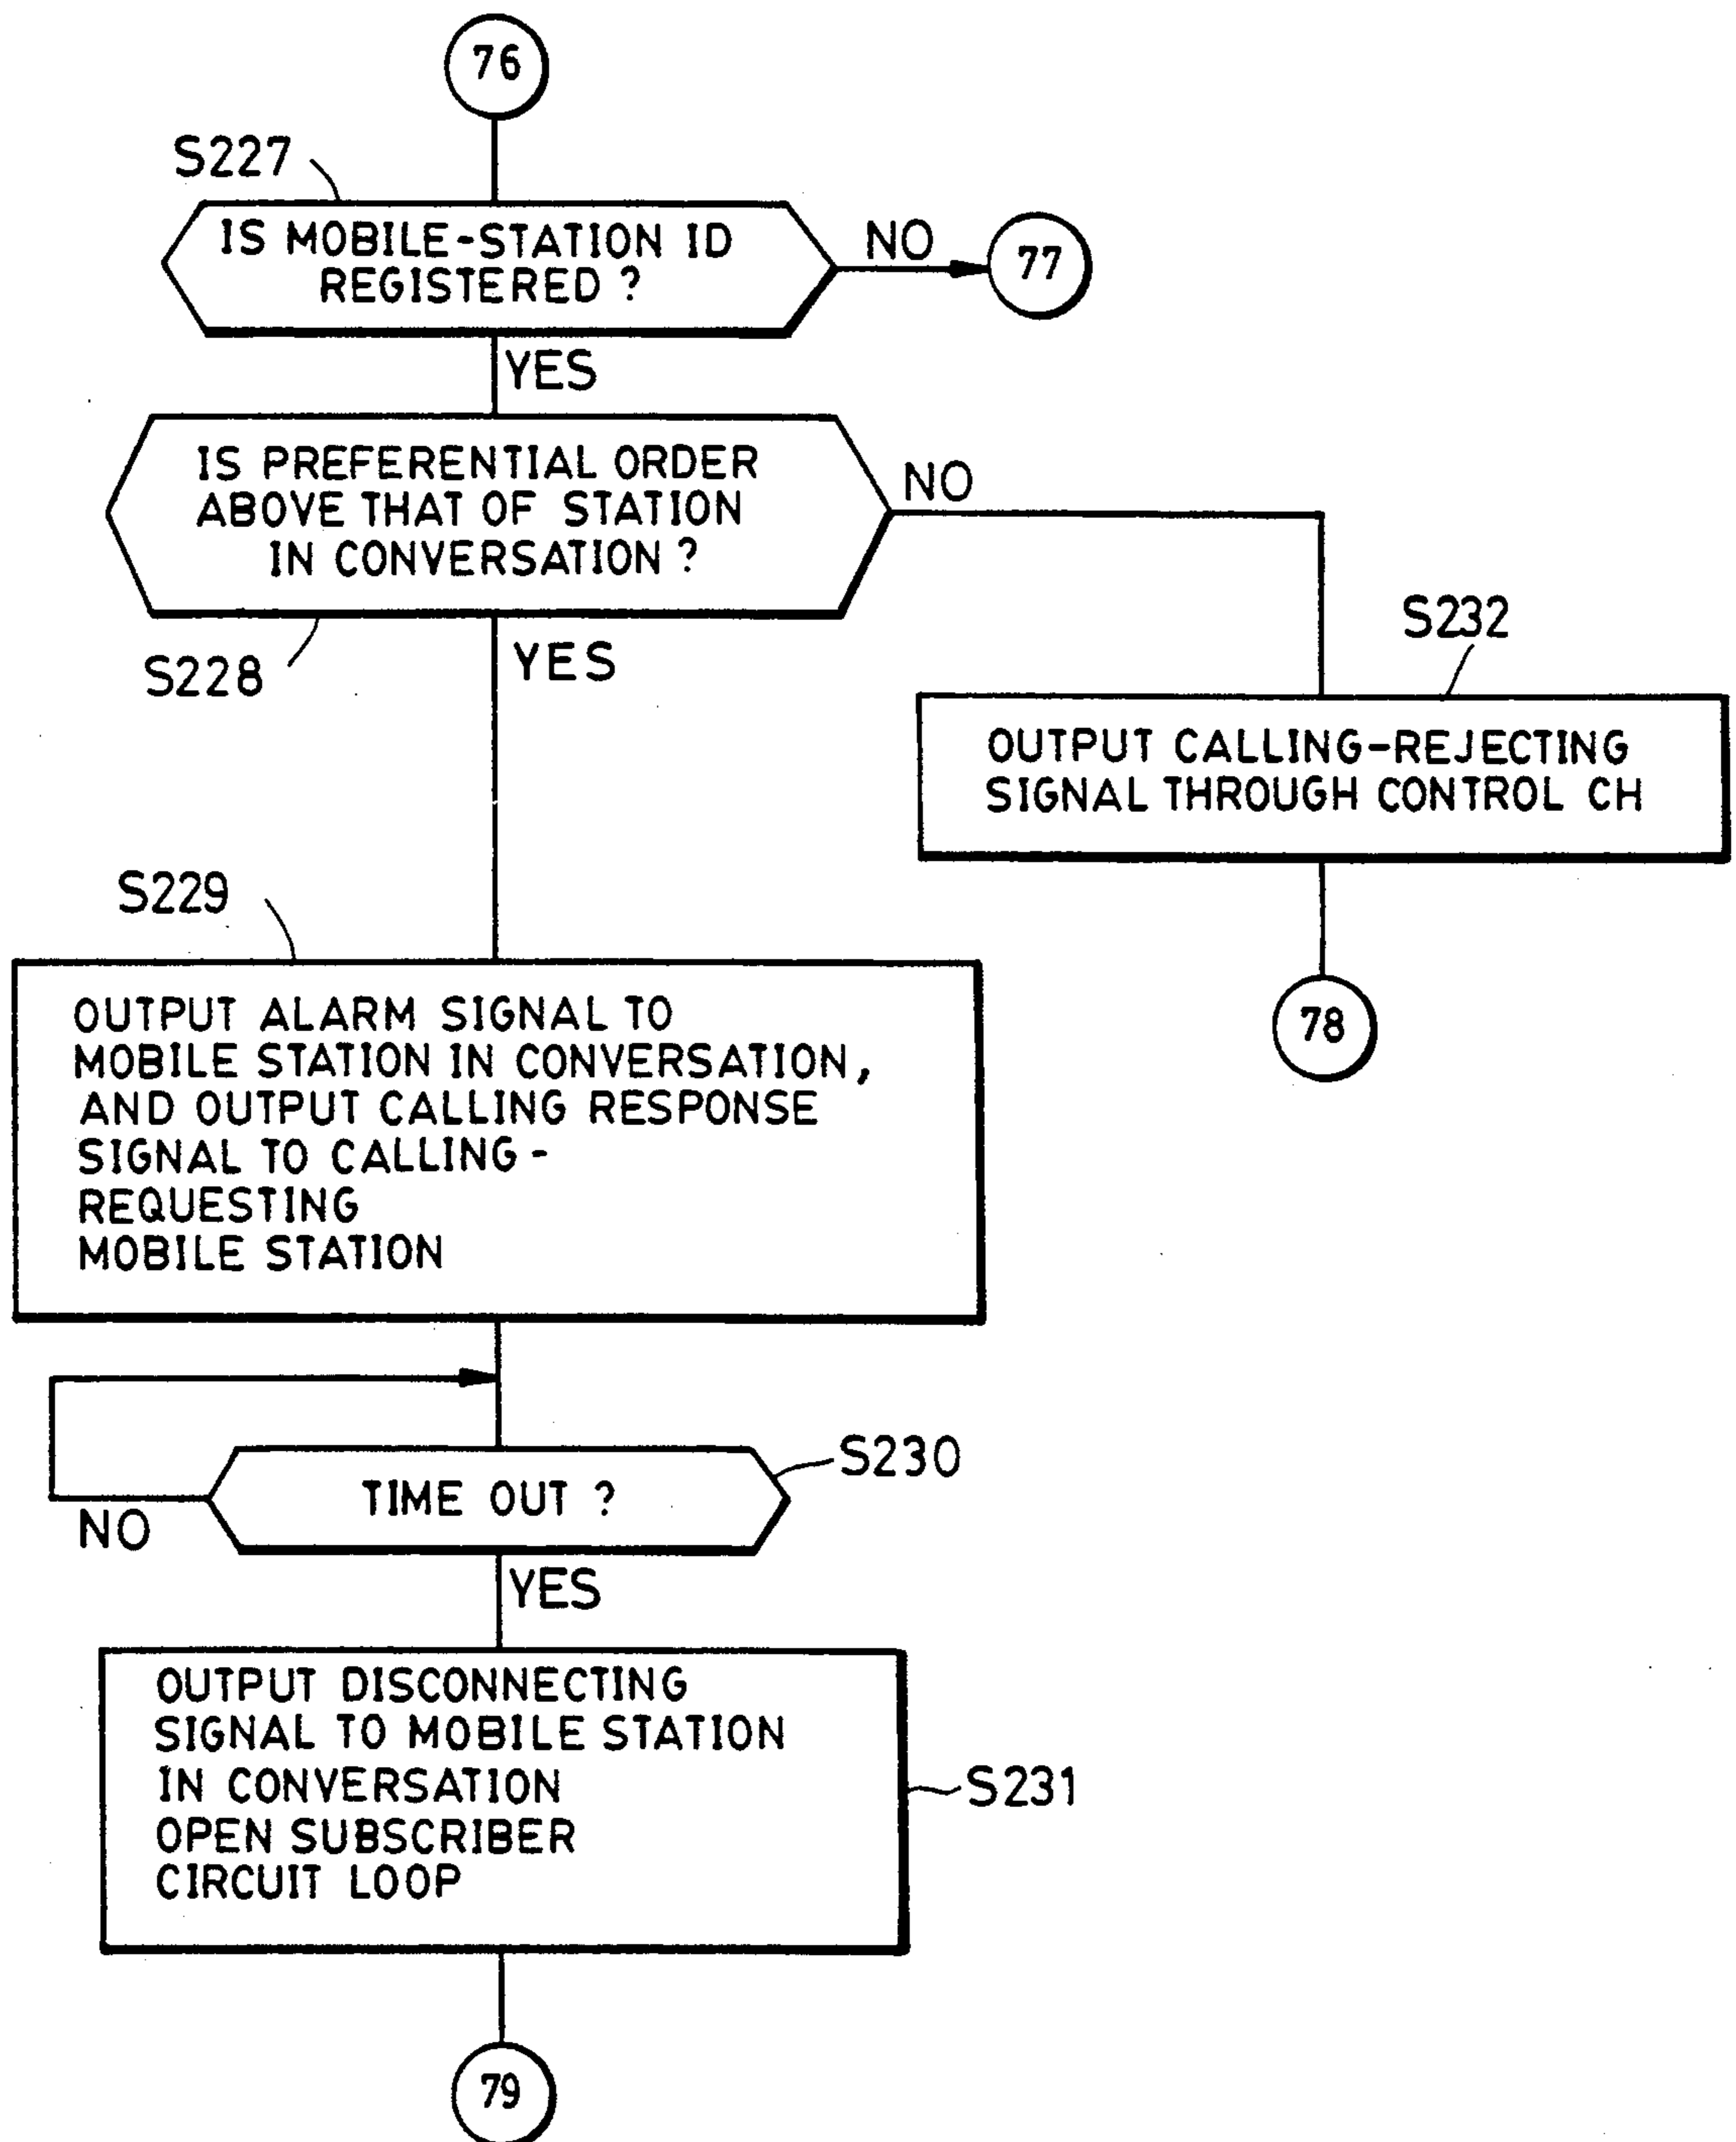 76
S227
IS MOBILE-STATION ID
REGISTERED ?
NO
77
YES
IS PREFERENTIAL ORDER
ABOVE THAT OF STATION
IN CONVERSATION ?
NO
S228
YES
S232
OUTPUT CALLING-REJECTING
SIGNAL THROUGH CONTROL CH
78
S229
OUTPUT ALARM SIGNAL TO
MOBILE STATION IN CONVERSATION,
AND OUTPUT CALLING RESPONSE
SIGNAL TO CALLING-
REQUESTING
MOBILE STATION
TIME OUT ?
S230
NO
YES
OUTPUT DISCONNECTING
SIGNAL TO MOBILE STATION
IN CONVERSATION
OPEN SUBSCRIBER
CIRCUIT LOOP
S231
79